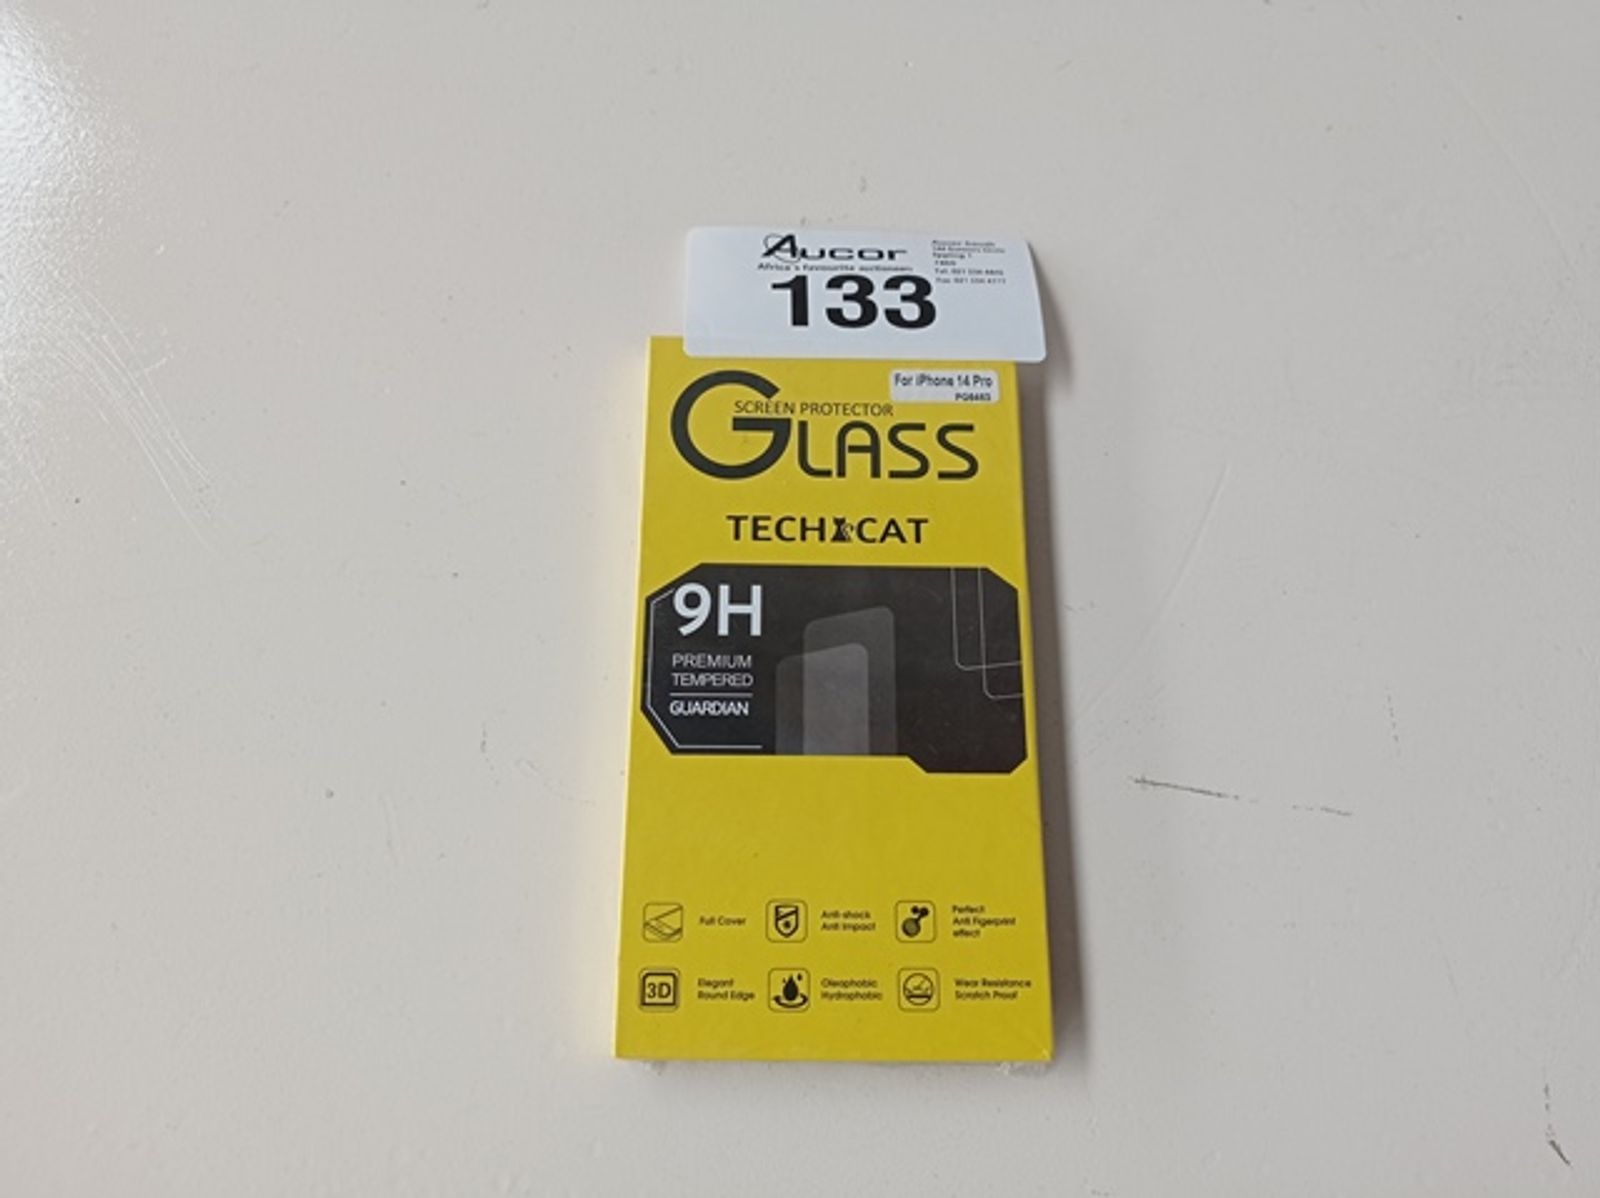 Aucor
Africa's favourite auctioneers
133
For iPhone 14 Pro
SCREEN PROTECTOR
GLASS
TECH CAT
9H
PREMIUM
TEMPERED
GUARDIAN
Full Cover
Anti-shock
Anti Impact
Perfect
Anti Figerprint
effect
3D
Elegant
Round Edge
Oleophobic
Hydrophobic
Wear Resistance
Scratch Proof